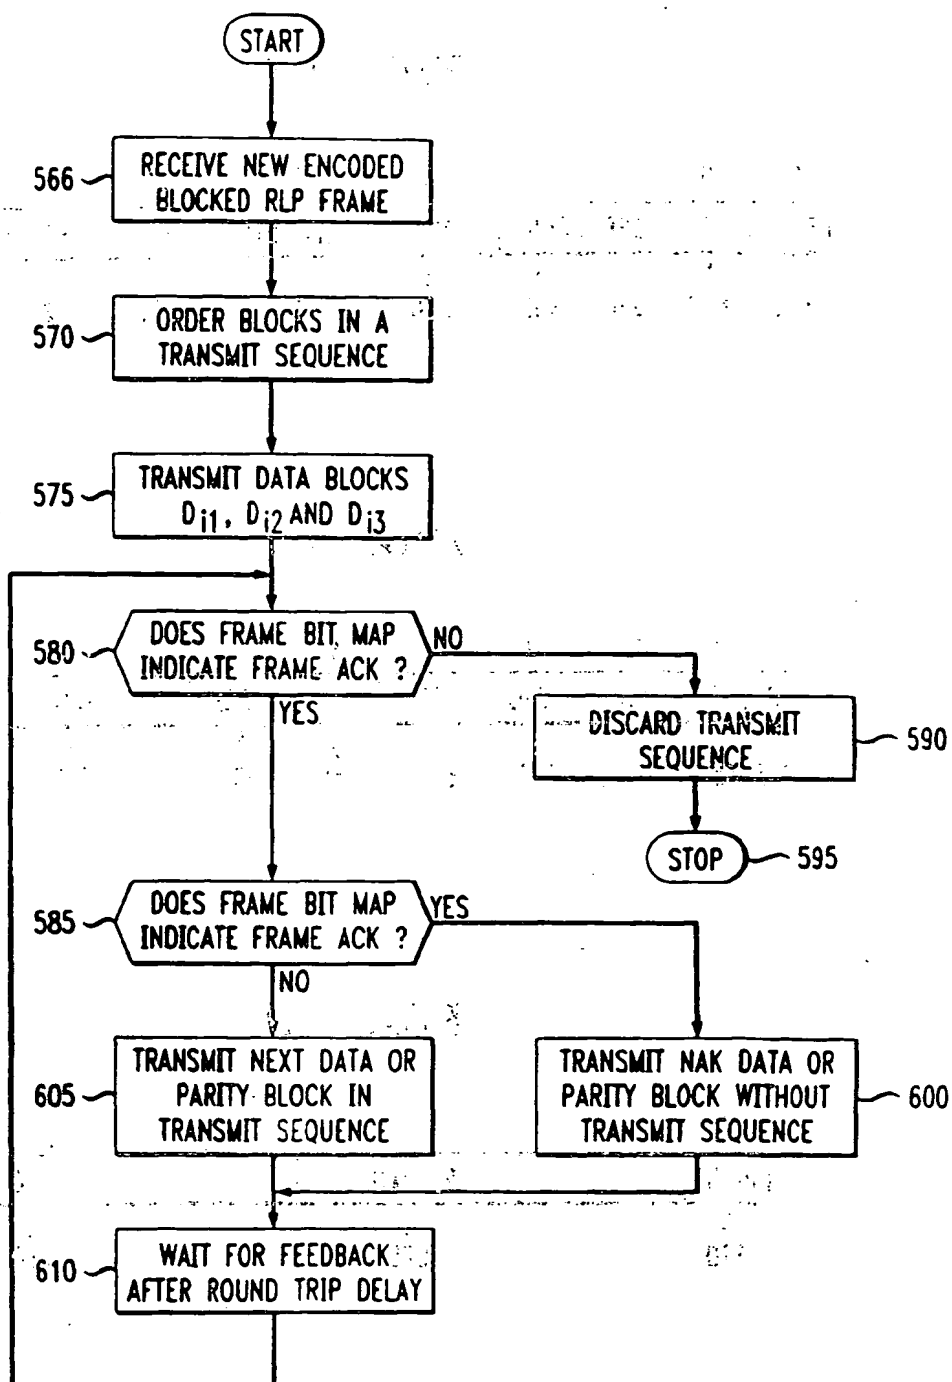 START
566
RECEIVE NEW ENCODED
BLOCKED RLP FRAME
570
ORDER BLOCKS IN A
TRANSMIT SEQUENCE
575
TRANSMIT DATA BLOCKS
Di1, Di2 AND Di3
580
DOES FRAME BIT MAP
INDICATE FRAME ACK ?
NO
YES
DISCARD TRANSMIT
SEQUENCE
590
STOP
595
585
DOES FRAME BIT MAP
INDICATE FRAME ACK ?
YES
NO
605
TRANSMIT NEXT DATA OR
PARITY BLOCK IN
TRANSMIT SEQUENCE
TRANSMIT NAK DATA OR
PARITY BLOCK WITHOUT
TRANSMIT SEQUENCE
600
610
WAIT FOR FEEDBACK
AFTER ROUND TRIP DELAY